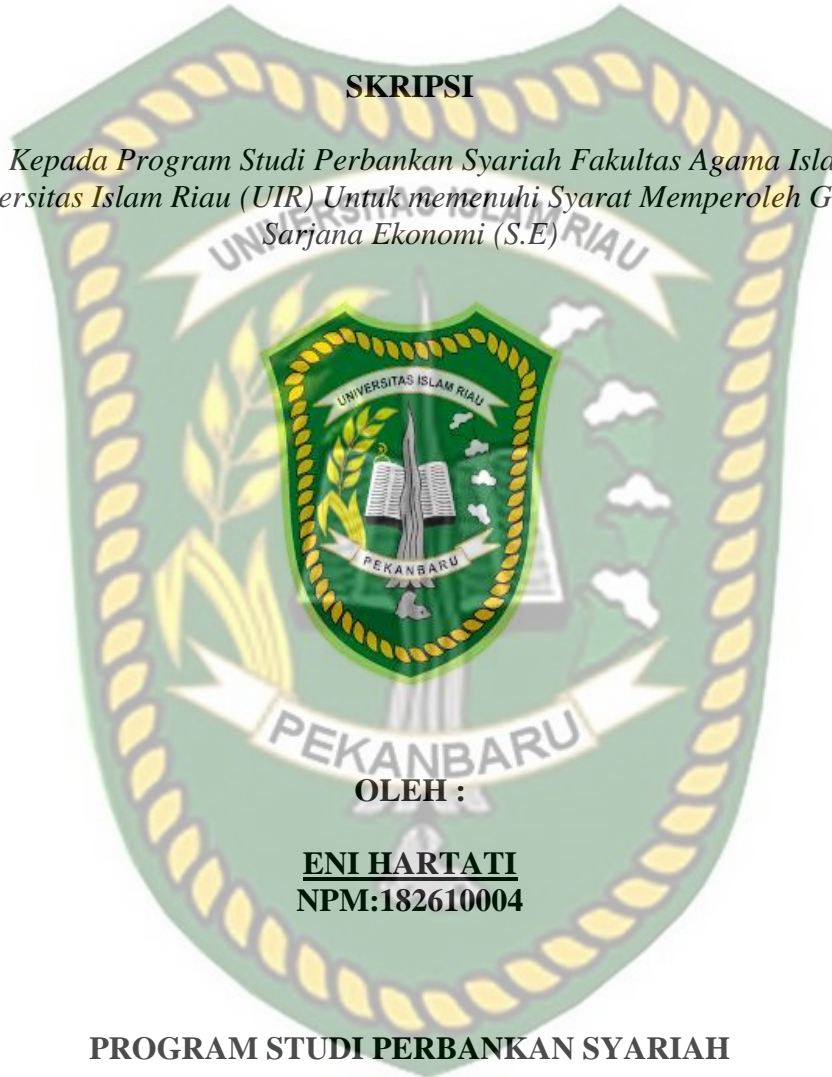 SKRIPSI
Kepada Program Studi Perbankan Syariah Fakultas Agama Isla
ersitas Islam Riau (UIR) Untuk memenuhi Syarat Memperoleh G
Sarjana Ekonomi (S.E)
UNIVERSITAS ISLAM RIAU
UNIVERSITAS ISLAM RIAU
PEKANBARU
PEKANBARU
OLEH :
ENI HARTATI
NPM:182610004
PROGRAM STUDI PERBANKAN SYARIAH